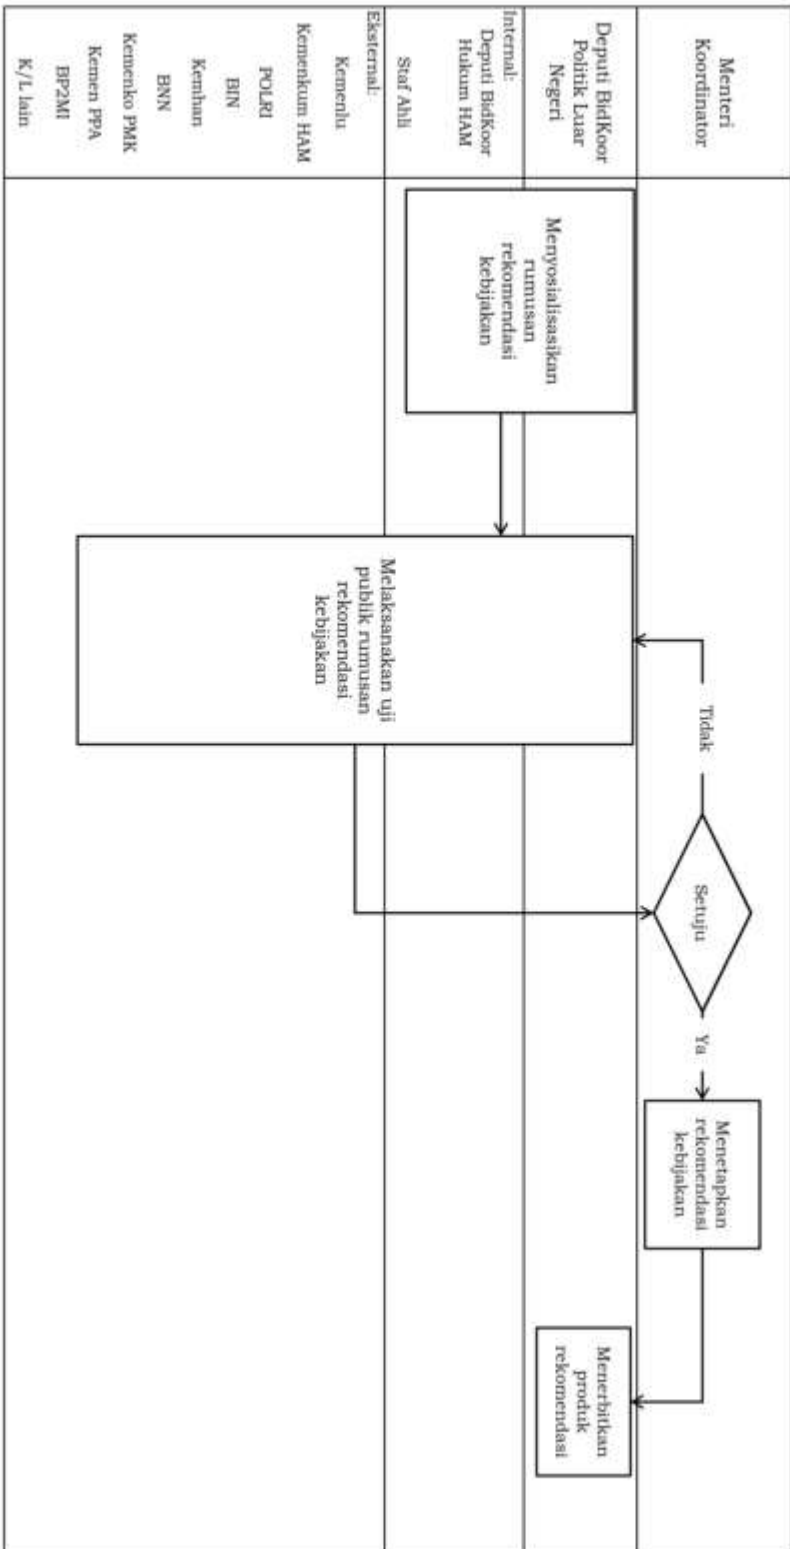 Menteri
Koordinator
Deputi BidKoor
Politik Luar
Negeri
Internal:
Deputi BidKoor
Hukum HAM
Staf Ahli
Eksternal:
Kemenlu
Kemenkum HAM
POLRI
BIN
Kemhan
BNN
Kemenko PMK
Kemen PPA
BP2MI
K/L lain
Menyosialisasikan
rumusan
rekomendasi
kebijakan
Melaksanakan uji
publik rumusan
rekomendasi
kebijakan
Tidak
Setuju
Ya
Menetapkan
rekomendasi
kebijakan
Menerbitkan
produk
rekomendasi